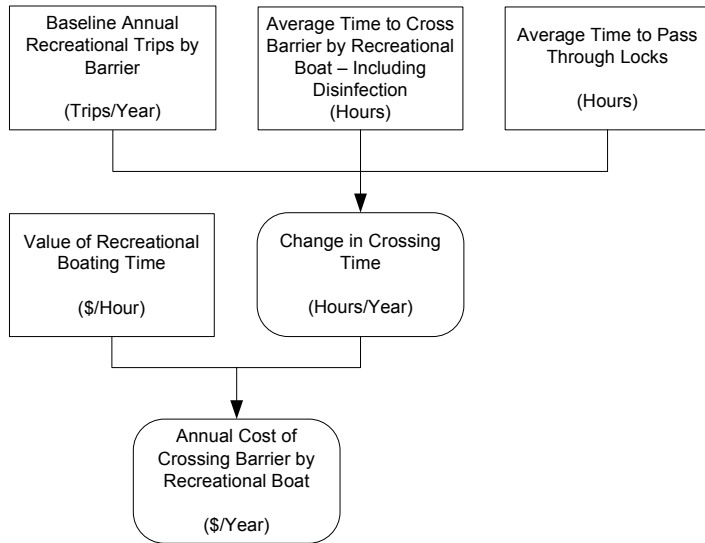 Baseline Annual
Recreational Trips by
Barrier
(Trips/Year)
Average Time to Cross
Barrier by Recreational
Boat – Including
Disinfection
(Hours)
Average Time to Pass
Through Locks
(Hours)
Value of Recreational
Boating Time
($/Hour)
Change in Crossing
Time
(Hours/Year)
Annual Cost of
Crossing Barrier by
Recreational Boat
($/Year)